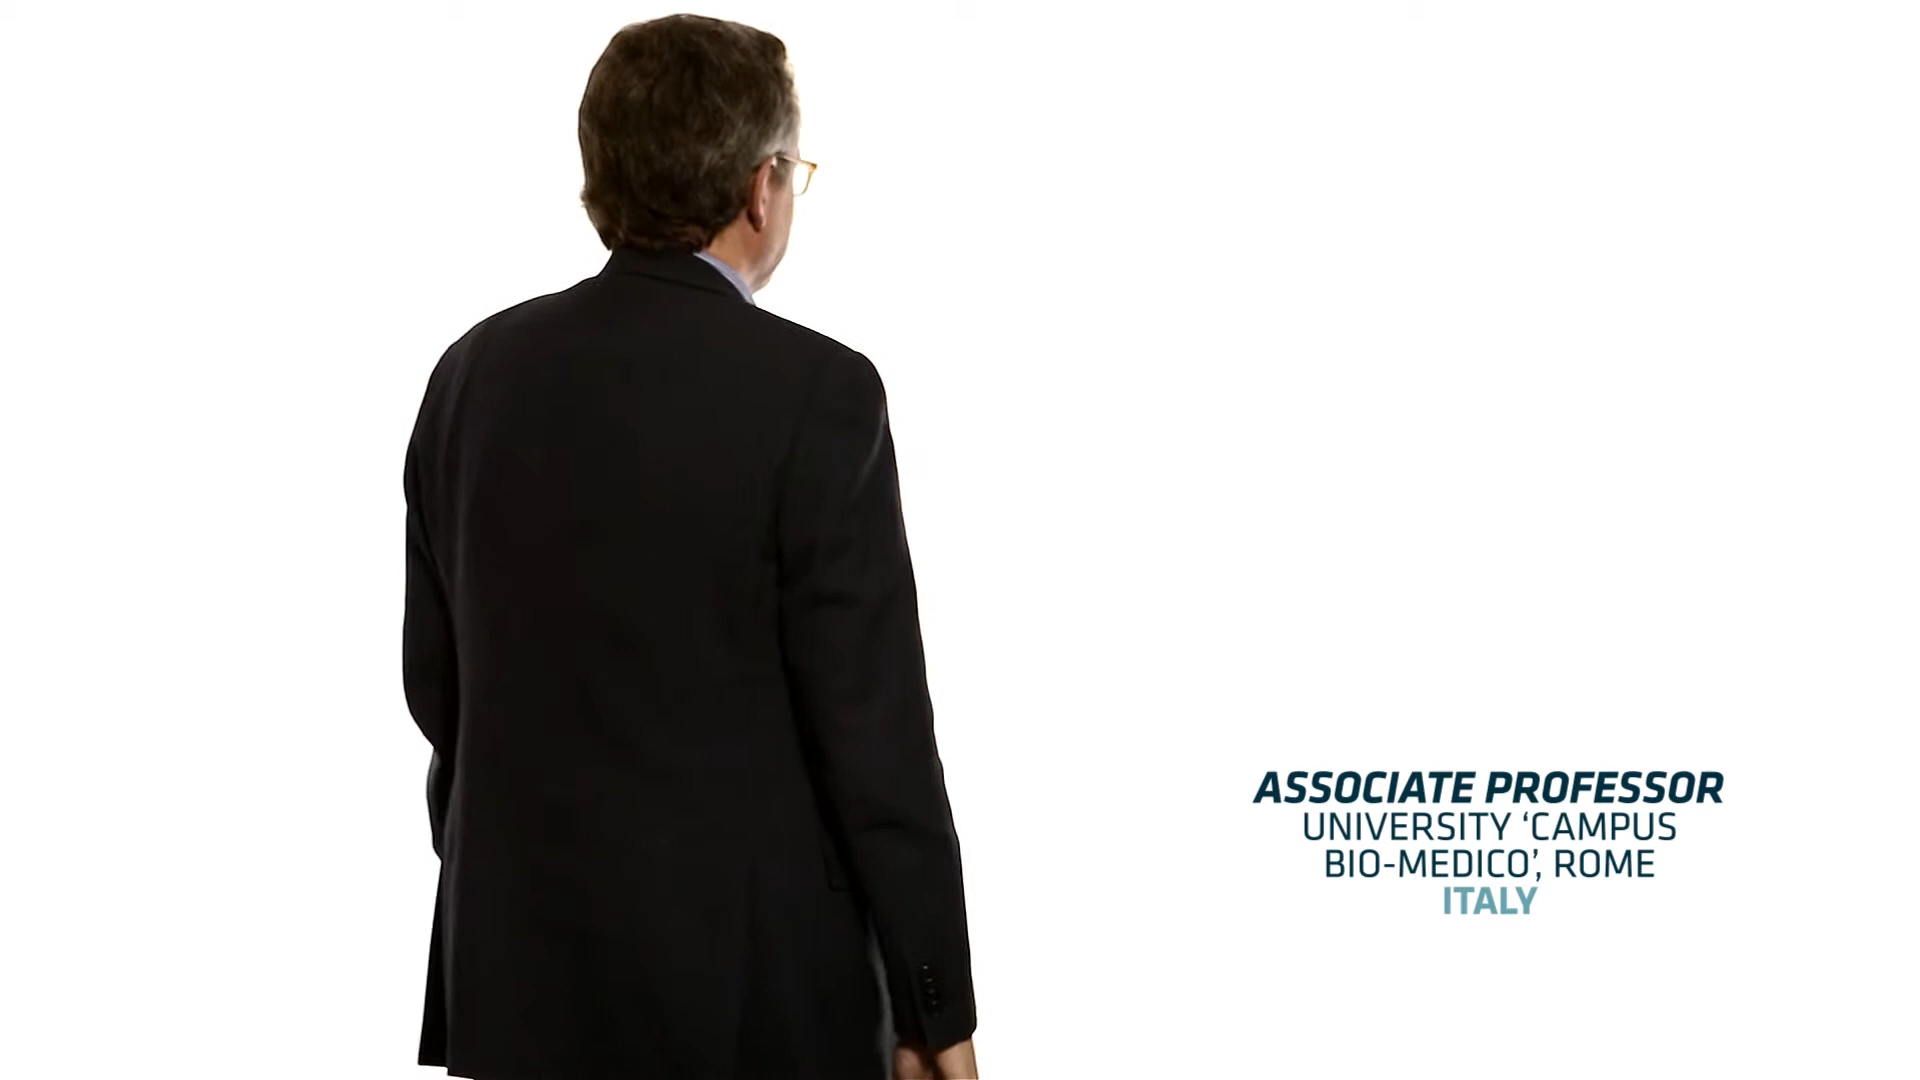 ASSOCIATE PROFESSOR
UNIVERSITY ‘CAMPUS
BIO-MEDICO’, ROME
ITALY